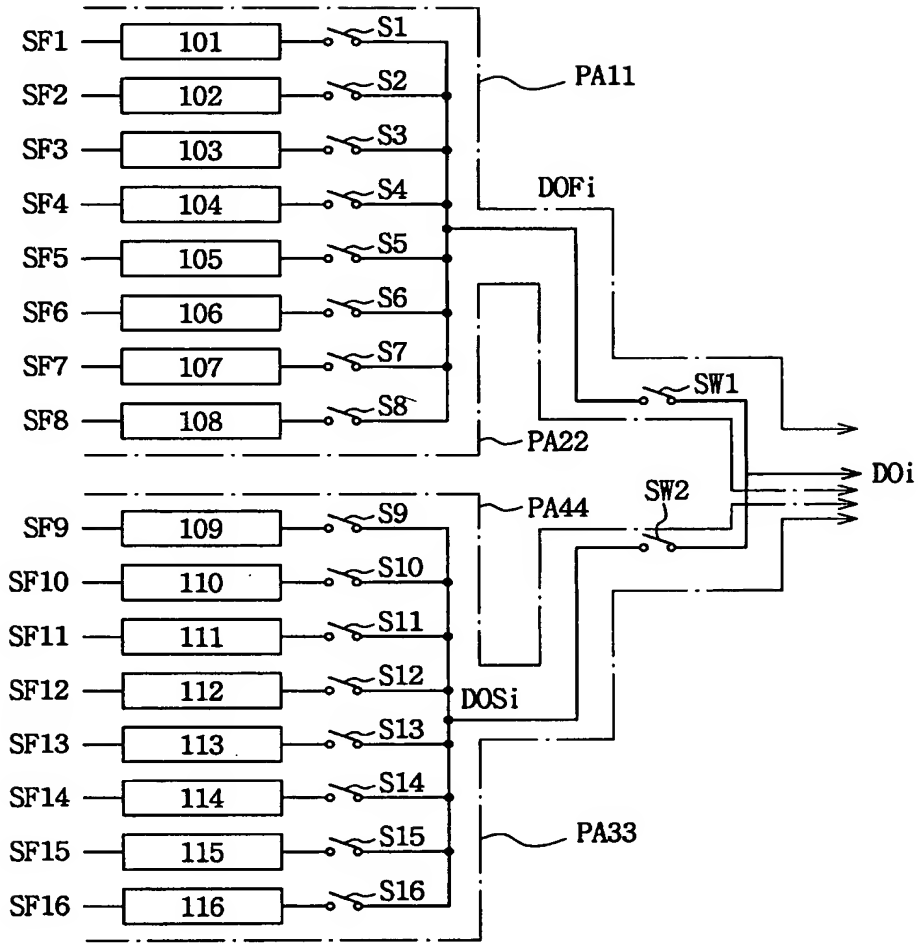 SF1 101 S1
PA11
SF2 102 S2
SF3 103 S3
SF4 104 S4
DOFi
SF5 105 S5
SF6 106 S6
SF7 107 S7
SW1
SF8 108 S8
PA22
DOi
SW2
PA44
SF9 109 S9
SF10 110 S10
SF11 111 S11
SF12 112 S12
DOSi
SF13 113 S13
SF14 114 S14
PA33
SF15 115 S15
SF16 116 S16